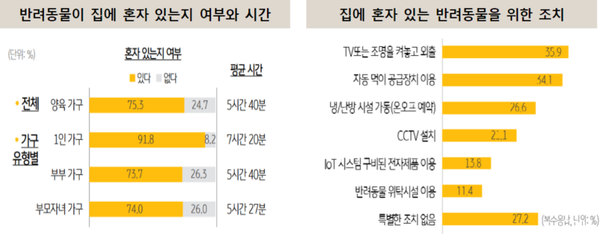 반려동물이 집에 혼자 있는지 여부와 시간
(단위: %)
혼자 있는지 여부
평균 시간
있다 없다
전체 양육 가구 75.3 24.7 5시간 40분
가구 유형별 1인 가구 91.8 8.2 7시간 20분
부부 가구 73.7 26.3 5시간 40분
부모자녀 가구 74.0 26.0 5시간 27분
집에 혼자 있는 반려동물을 위한 조치
TV또는 조명을 켜놓고 외출 35.9
자동 먹이 공급장치 이용 34.1
냉/난방 시설 가동(온오프 예약) 26.6
CCTV 설치
IoT 시스템 구비된 전자제품 이용 13.8
반려동물 위탁시설 이용 11.4
특별한 조치 없음 27.2
(복수응답, 단위: %)